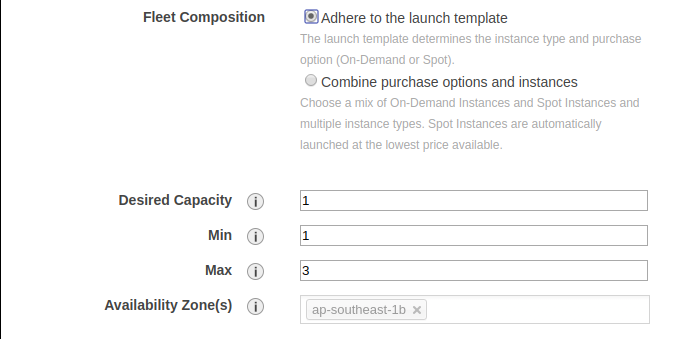 Fleet Composition Adhere to the launch template
The launch template determines the instance type and purchase
option (On-Demand or Spot).
Combine purchase options and instances
Choose a mix of On-Demand Instances and Spot Instances and
multiple instance types. Spot Instances are automatically
launched at the lowest price available.
Desired Capacity i 1
Min i 1
Max i 3
Availability Zone(s) i ap-southeast-1b ×